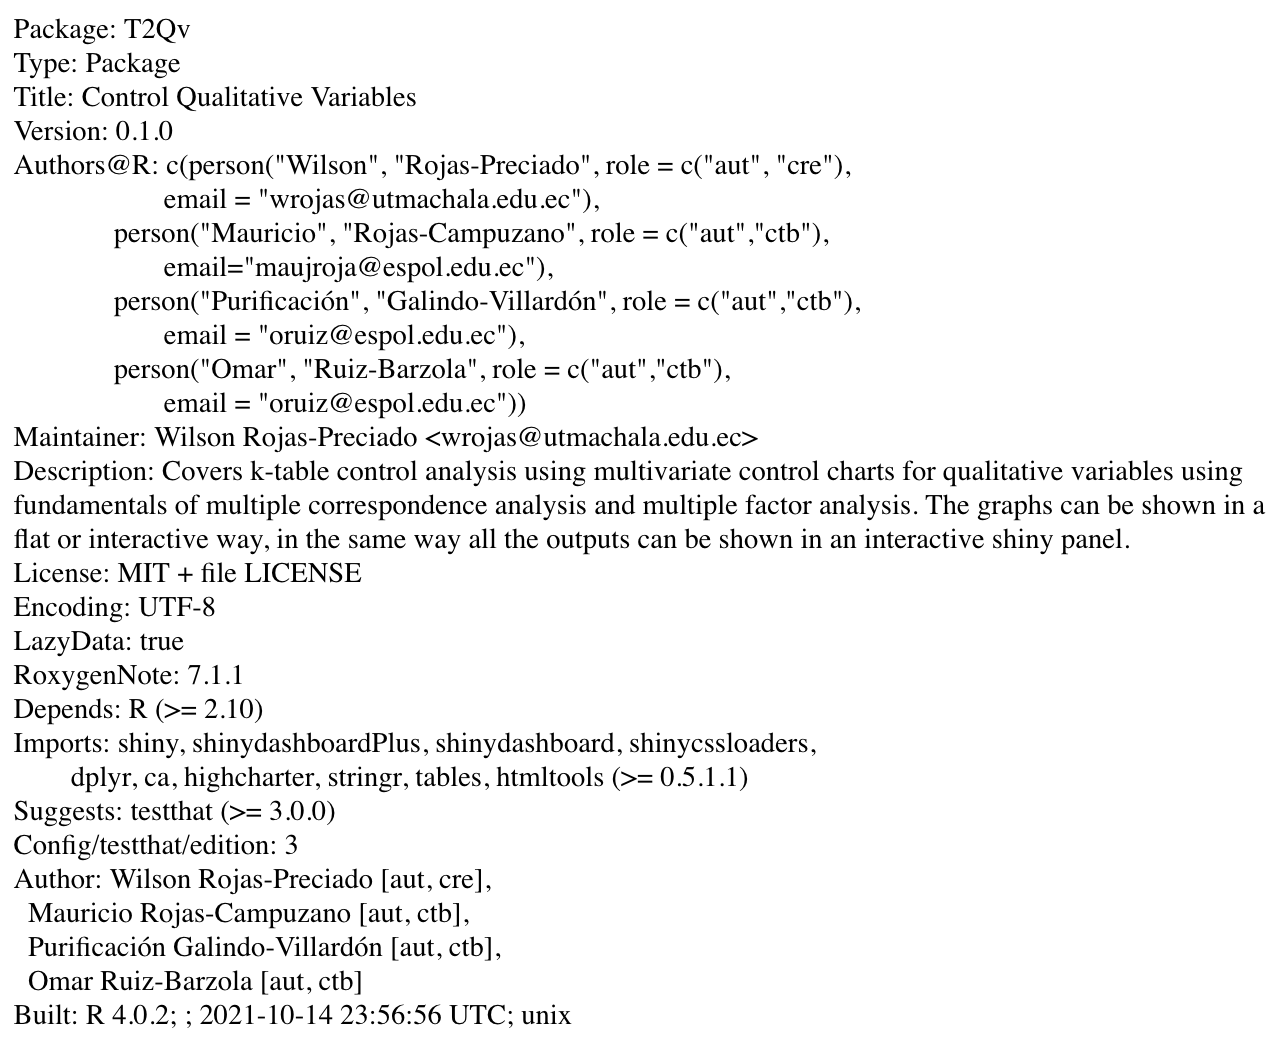 Package: T2Qv
Type: Package
Title: Control Qualitative Variables
Version: 0.1.0
Authors@R: c(person("Wilson", "Rojas-Preciado", role = c("aut", "cre"),
email = "wrojas@utmachala.edu.ec"),
person("Mauricio", "Rojas-Campuzano", role = c("aut","ctb"),
email="maujroja@espol.edu.ec"),
person("Purificación", "Galindo-Villardón", role = c("aut","ctb"),
email = "oruiz@espol.edu.ec"),
person("Omar", "Ruiz-Barzola", role = c("aut","ctb"),
email = "oruiz@espol.edu.ec"))
Maintainer: Wilson Rojas-Preciado <wrojas@utmachala.edu.ec>
Description: Covers k-table control analysis using multivariate control charts for qualitative variables using
fundamentals of multiple correspondence analysis and multiple factor analysis. The graphs can be shown in a
flat or interactive way, in the same way all the outputs can be shown in an interactive shiny panel.
License: MIT + file LICENSE
Encoding: UTF-8
LazyData: true
RoxygenNote: 7.1.1
Depends: R (>= 2.10)
Imports: shiny, shinydashboardPlus, shinydashboard, shinycssloaders,
dplyr, ca, highcharter, stringr, tables, htmltools (>= 0.5.1.1)
Suggests: testthat (>= 3.0.0)
Config/testthat/edition: 3
Author: Wilson Rojas-Preciado [aut, cre],
Mauricio Rojas-Campuzano [aut, ctb],
Purificación Galindo-Villardón [aut, ctb],
Omar Ruiz-Barzola [aut, ctb]
Built: R 4.0.2; ; 2021-10-14 23:56:56 UTC; unix